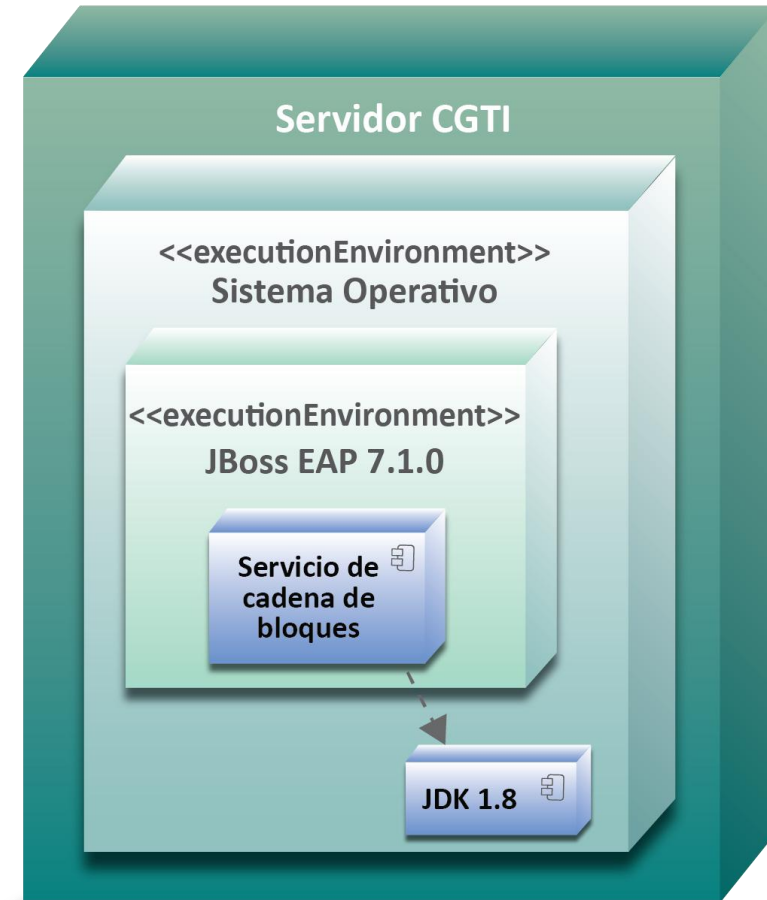 Servidor CGTI
<<executionEnvironment>>
Sistema Operativo
<<executionEnvironment>>
JBoss EAP 7.1.0
Servicio de
cadena de
bloques
JDK 1.8